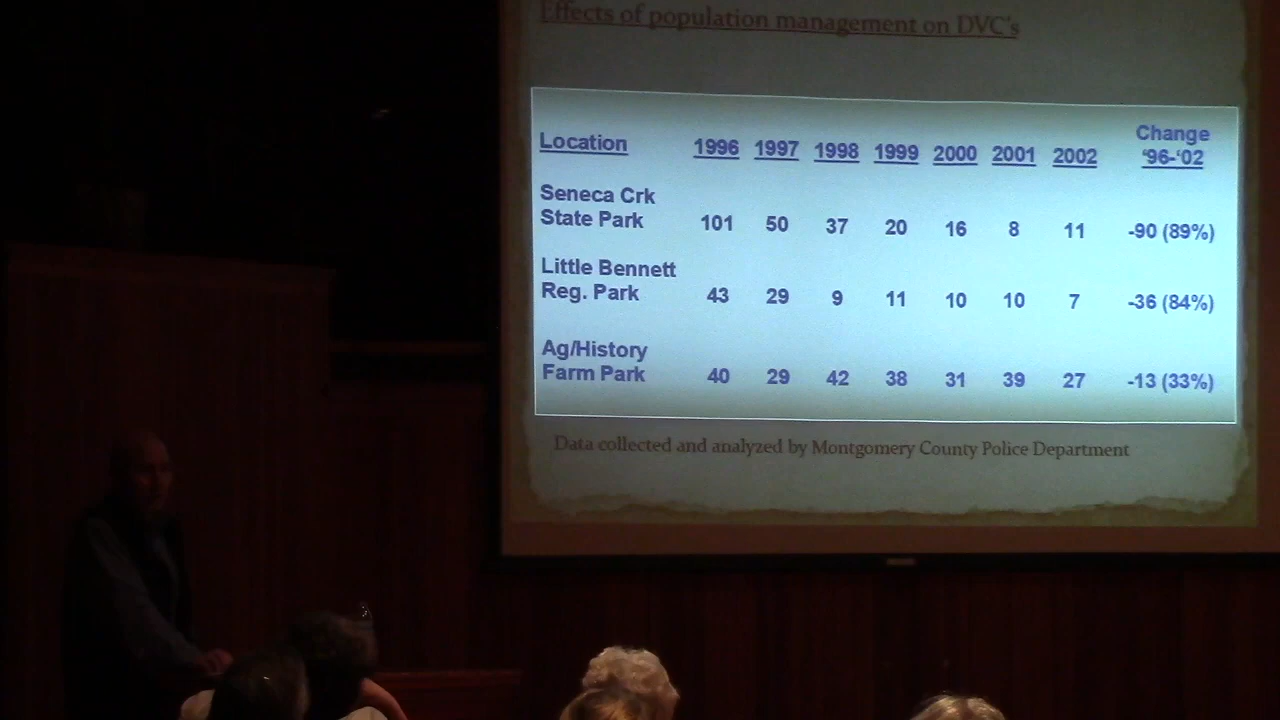 Effects of population management on DVC's
Location 1996 1997 1998 1999 2000 2001 2002 Change '96-'02
Seneca Crk
State Park 101 50 37 20 16 8 11 -90 (89%)
Little Bennett
Reg. Park 43 29 9 11 10 10 7 -36 (84%)
Ag/History
Farm Park 40 29 42 38 31 39 27 -13 (33%)
Data collected and analyzed by Montgomery County Police Department